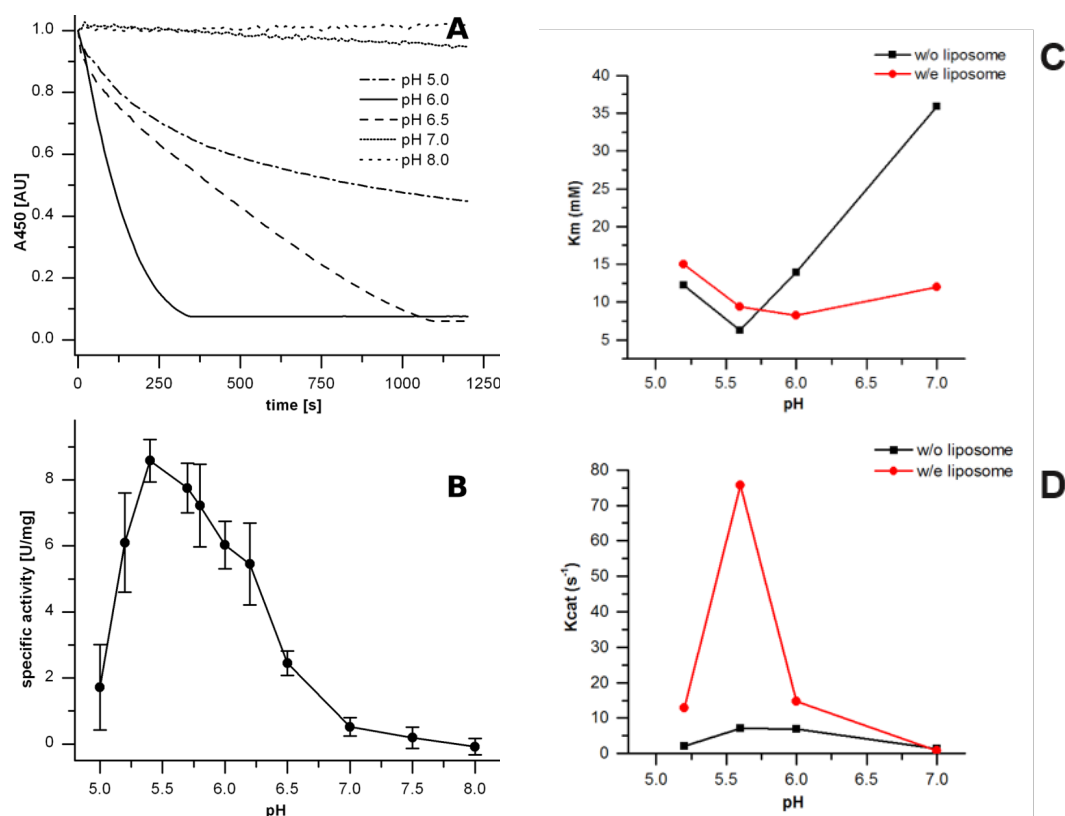 A
1.0
0.8
0.6
0.4
0.2
0.0
A450 [AU]
pH 5.0
pH 6.0
pH 6.5
pH 7.0
pH 8.0
0 250 500 750 1000 1250
time [s]
B
8
6
4
2
0
specific activity [U/mg]
5.0 5.5 6.0 6.5 7.0 7.5 8.0
pH
C
w/o liposome
w/e liposome
40
35
30
25
20
15
10
5
Km (mM)
5.0 5.5 6.0 6.5 7.0
pH
D
w/o liposome
w/e liposome
80
70
60
50
40
30
20
10
0
Kcat (s⁻¹)
5.0 5.5 6.0 6.5 7.0
pH